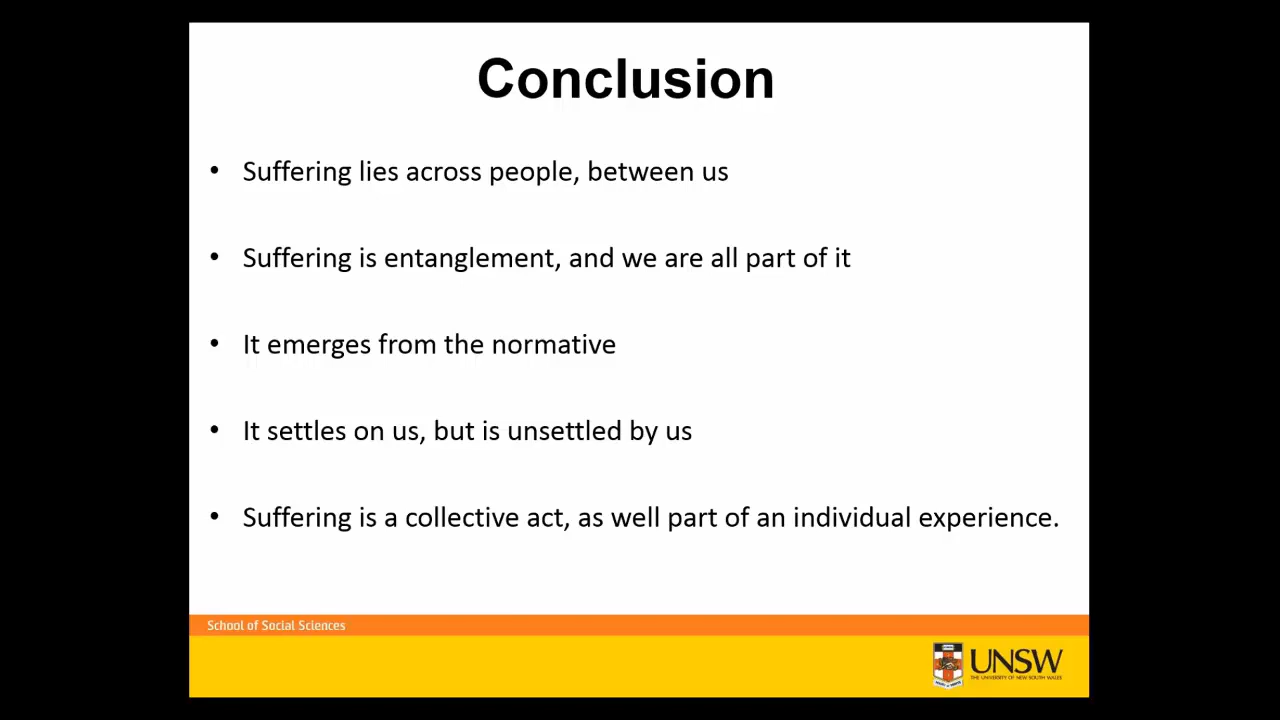 Conclusion
• Suffering lies across people, between us
• Suffering is entanglement, and we are all part of it
• It emerges from the normative
• It settles on us, but is unsettled by us
• Suffering is a collective act, as well part of an individual experience.
School of Social Sciences
UNSW
THE UNIVERSITY OF NEW SOUTH WALES